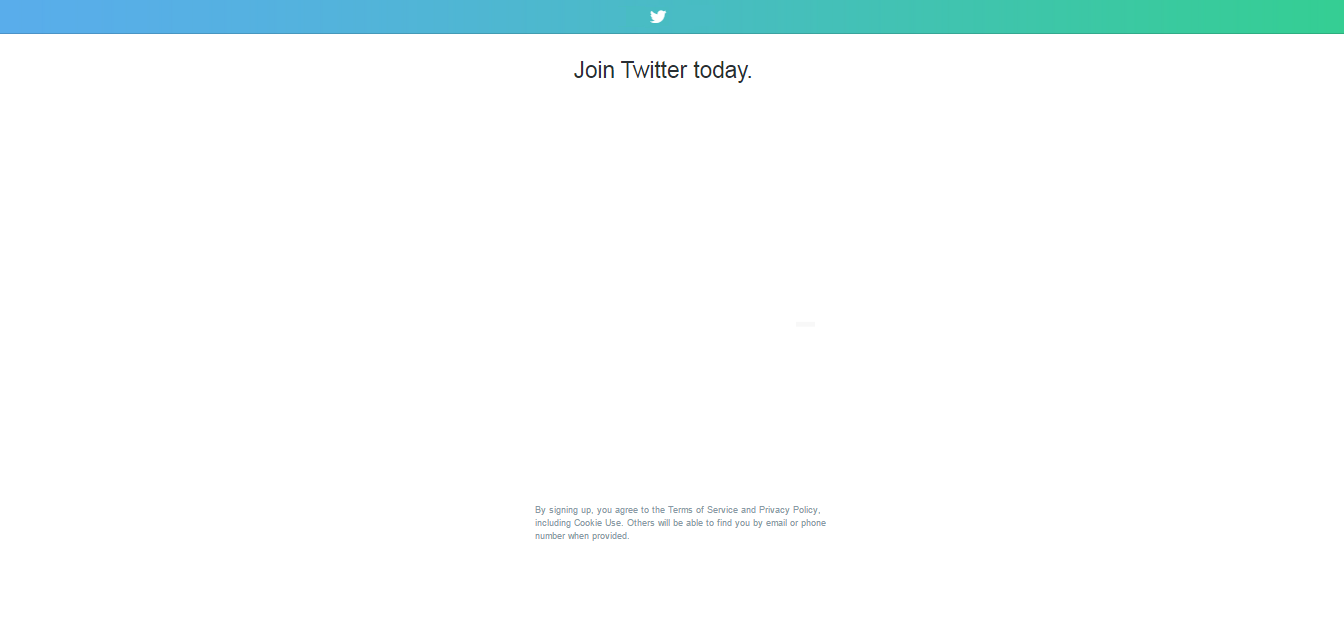 Join Twitter today.
By signing up, you agree to the Terms of Service and Privacy Policy,
including Cookie Use. Others will be able to find you by email or phone
number when provided.